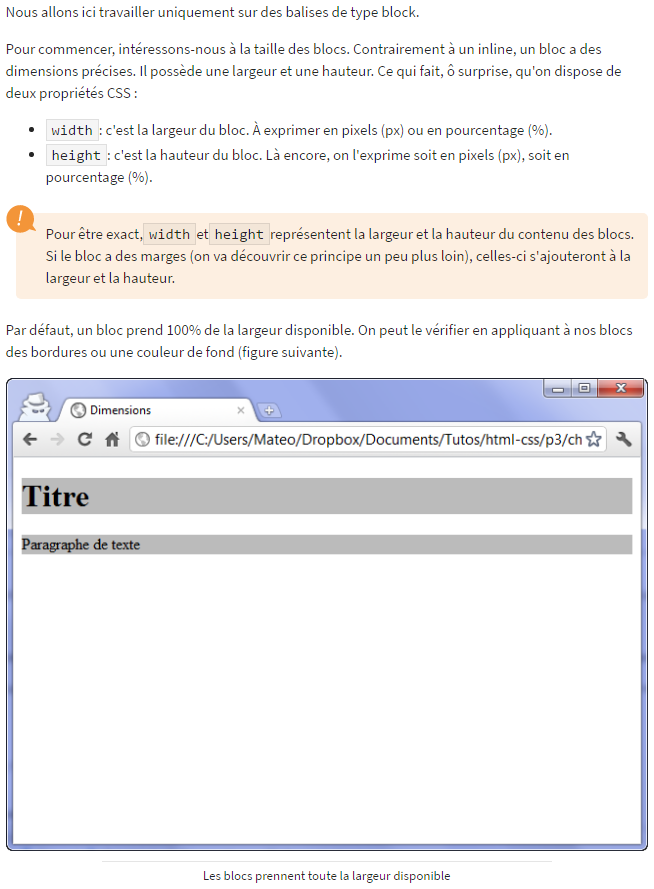 Nous allons ici travailler uniquement sur des balises de type block.
Pour commencer, intéressons-nous à la taille des blocs. Contrairement à un inline, un bloc a des
dimensions précises. Il possède une largeur et une hauteur. Ce qui fait, ô surprise, qu'on dispose de
deux propriétés CSS :
• width : c'est la largeur du bloc. À exprimer en pixels (px) ou en pourcentage (%).
• height : c'est la hauteur du bloc. Là encore, on l'exprime soit en pixels (px), soit en
pourcentage (%).
!
Pour être exact, width et height représentent la largeur et la hauteur du contenu des blocs.
Si le bloc a des marges (on va découvrir ce principe un peu plus loin), celles-ci s'ajouteront à la
largeur et la hauteur.
Par défaut, un bloc prend 100% de la largeur disponible. On peut le vérifier en appliquant à nos blocs
des bordures ou une couleur de fond (figure suivante).
Dimensions
file:///C:/Users/Mateo/Dropbox/Documents/Tutos/html-css/p3/ch
Titre
Paragraphe de texte
Les blocs prennent toute la largeur disponible